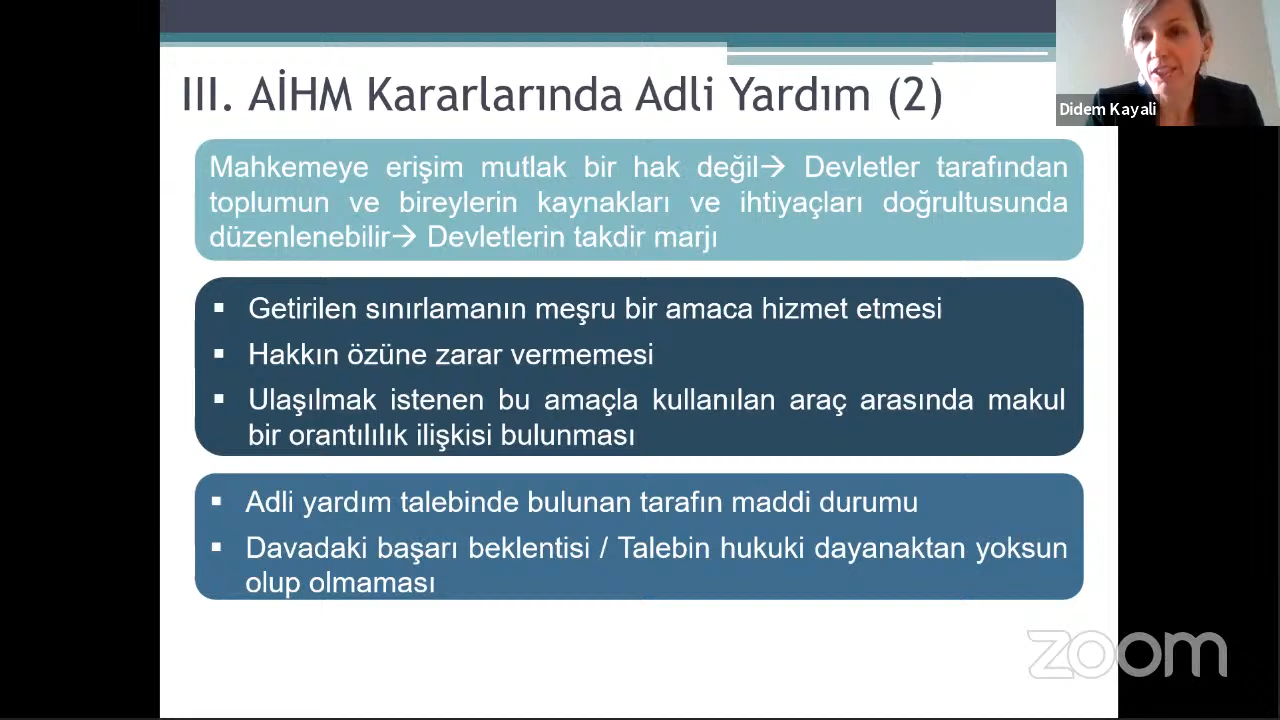 III. AİHM Kararlarında Adli Yardım (2)
Didem Kayali
Mahkemeye erişim mutlak bir hak değil→ Devletler tarafından
toplumun ve bireylerin kaynakları ve ihtiyaçları doğrultusunda
düzenlenebilir→ Devletlerin takdir marjı
▪ Getirilen sınırlamanın meşru bir amaca hizmet etmesi
▪ Hakkın özüne zarar vermemesi
▪ Ulaşılmak istenen bu amaçla kullanılan araç arasında makul
bir orantılılık ilişkisi bulunması
▪ Adli yardım talebinde bulunan tarafın maddi durumu
▪ Davadaki başarı beklentisi / Talebin hukuki dayanaktan yoksun
olup olmaması
zoom